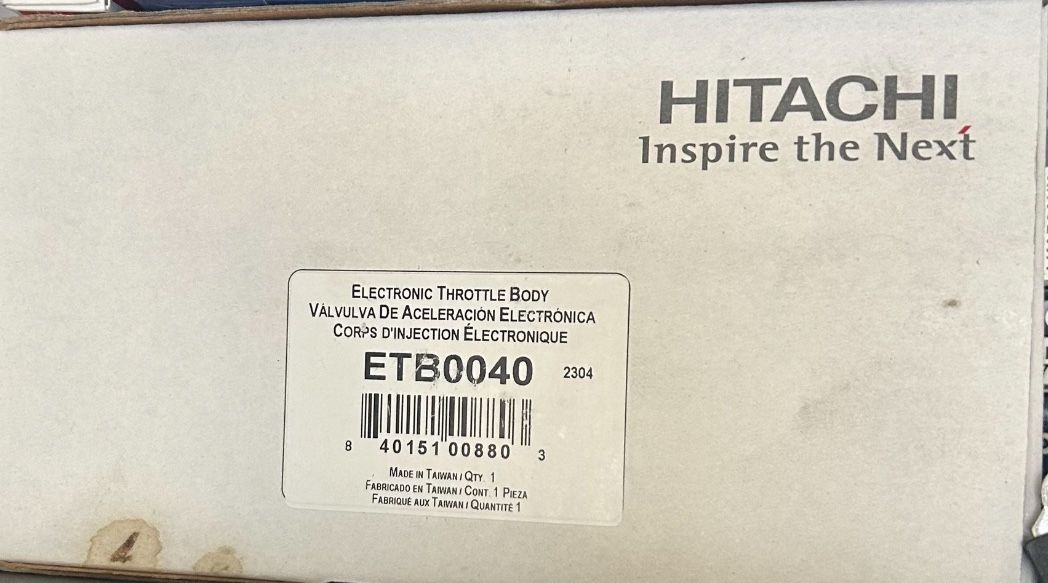 HITACHI
Inspire the Next
ELECTRONIC THROTTLE BODY
VÁLVULVA DE ACELERACIÓN ELECTRÓNICA
CORPS D'INJECTION ÉLECTRONIQUE
ETB0040 2304
8 40151 00880 3
MADE IN TAIWAN / QTY. 1
FABRICADO EN TAIWAN / CONT. 1 PIEZA
FABRIQUÉ AUX TAIWAN / QUANTITÉ 1